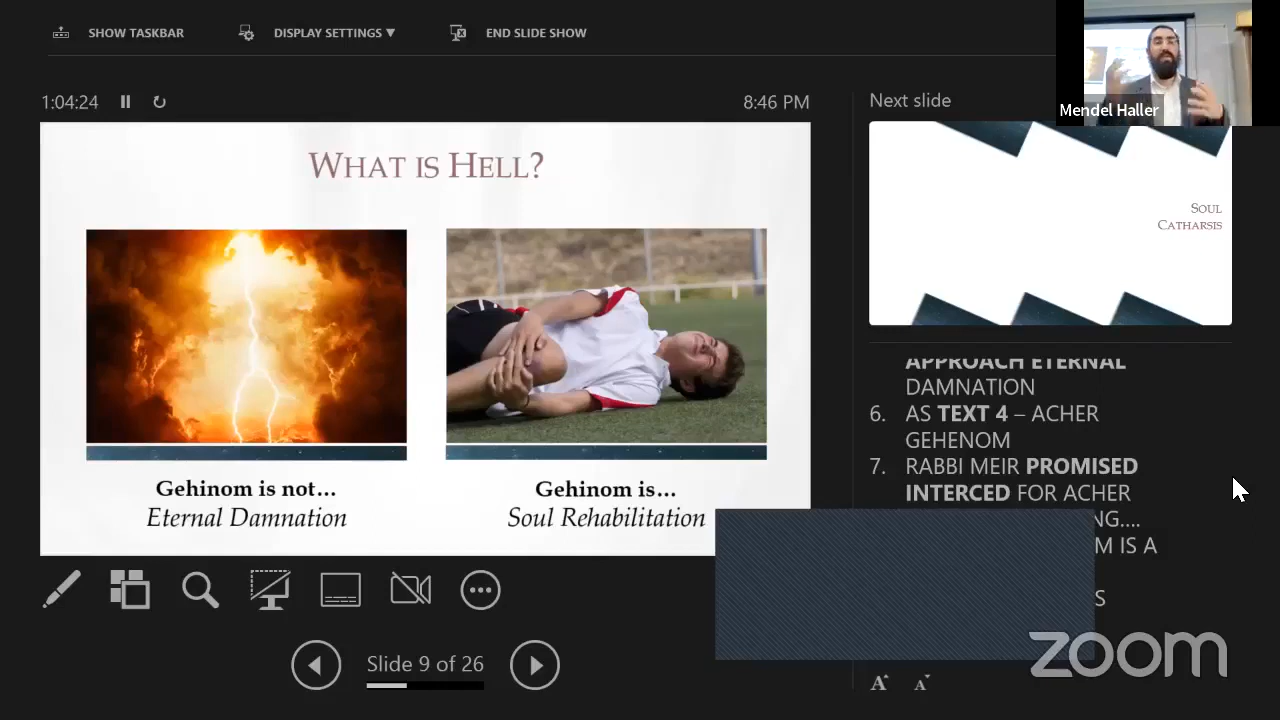 SHOW TASKBAR
DISPLAY SETTINGS ▼
END SLIDE SHOW
1:04:24
8:46 PM
Next slide
Mendel Haller
WHAT IS HELL?
Gehinom is not...
Eternal Damnation
Gehinom is...
Soul Rehabilitation
SOUL
CATHARSIS
APPROACH ETERNAL
DAMNATION
6. AS TEXT 4 – ACHER
GEHENOM
7. RABBI MEIR PROMISED
INTERCED FOR ACHER
NG....
M IS A
S
Slide 9 of 26
A A
zoom